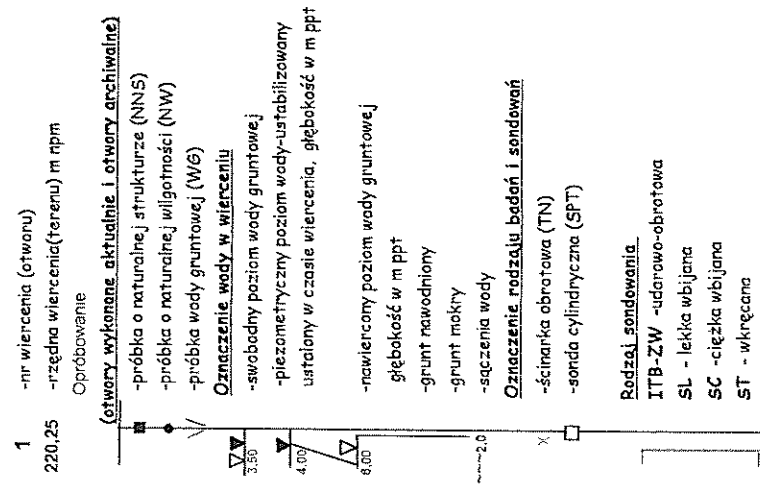 1 -nr wiercenia (otworu)
220,25 -rzędna wiercenia(terenu) m npm
Opróbowanie
(otwory wykonane aktualnie i otwory archiwalne)
-próbka o naturalnej strukturze (NNS)
-próbka o naturalnej wilgotności (NW)
-próbka wody gruntowej (WG)
Oznaczenie wody w wierceniu
3.50 -swobodny poziom wody gruntowej
4.00 -piezometryczny poziom wody-ustabilizowany
ustalony w czasie wiercenia, głębokość w m ppt
6.00 -nawiercony poziom wody gruntowej
głębokość w m ppt
-grunt nawodniony
-grunt mokry
~~~2.0 -sączenia wody
Oznaczenie rodzaju badań i sondowań
X -ścinarka obrotowa (TN)
-sonda cylindryczna (SPT)
Rodzaj sondowania
ITB-ZW -udarowo-obrotowa
SL - lekka wbijana
SC -ciężka wbijana
ST - wkręcana